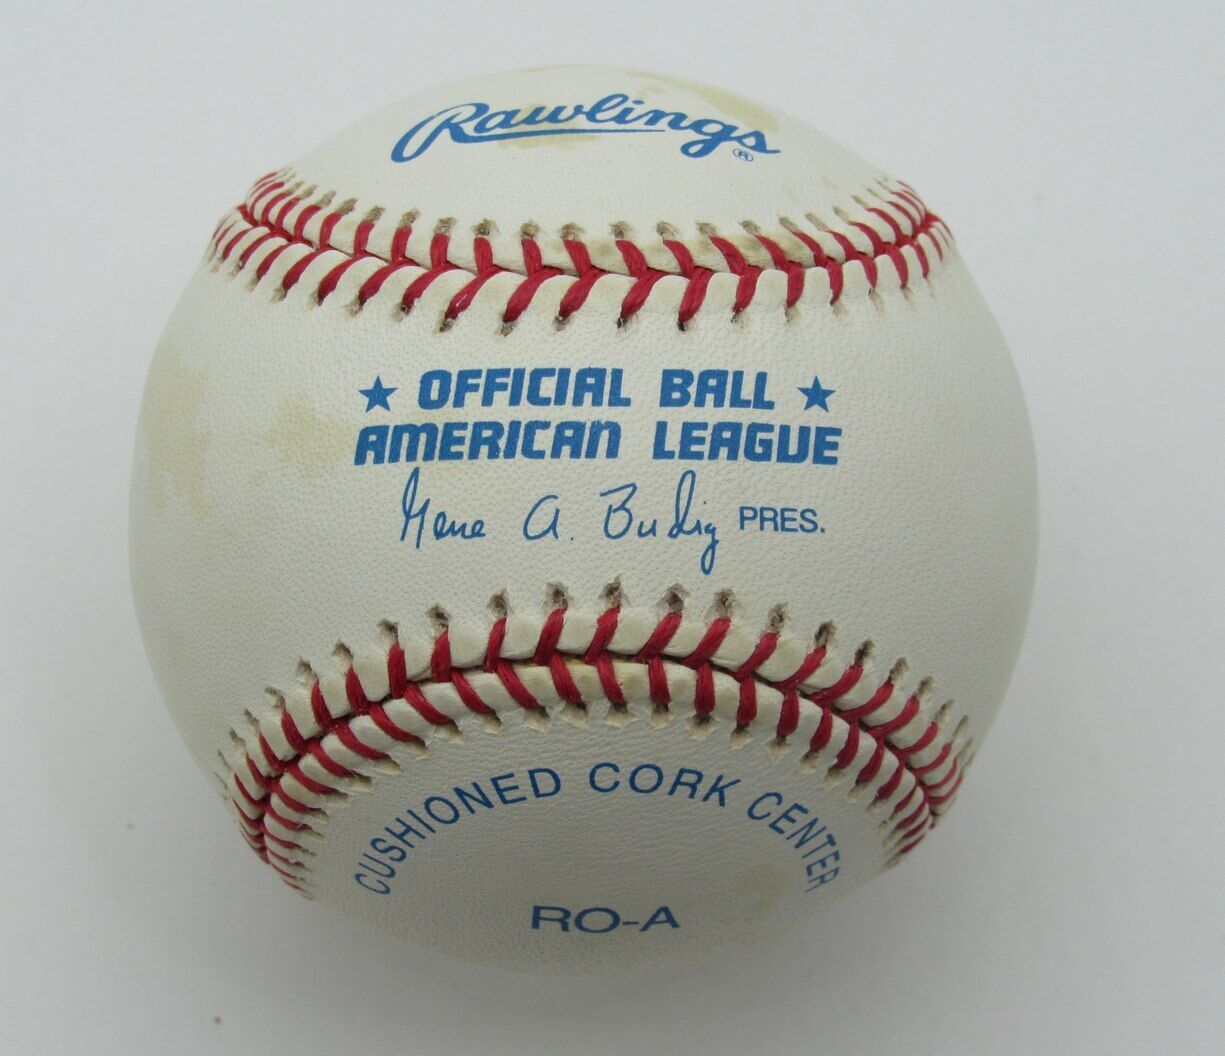 Rawlings®
★ OFFICIAL BALL ★
AMERICAN LEAGUE
Gene A. Budig PRES.
CUSHIONED CORK CENTER
RO-A